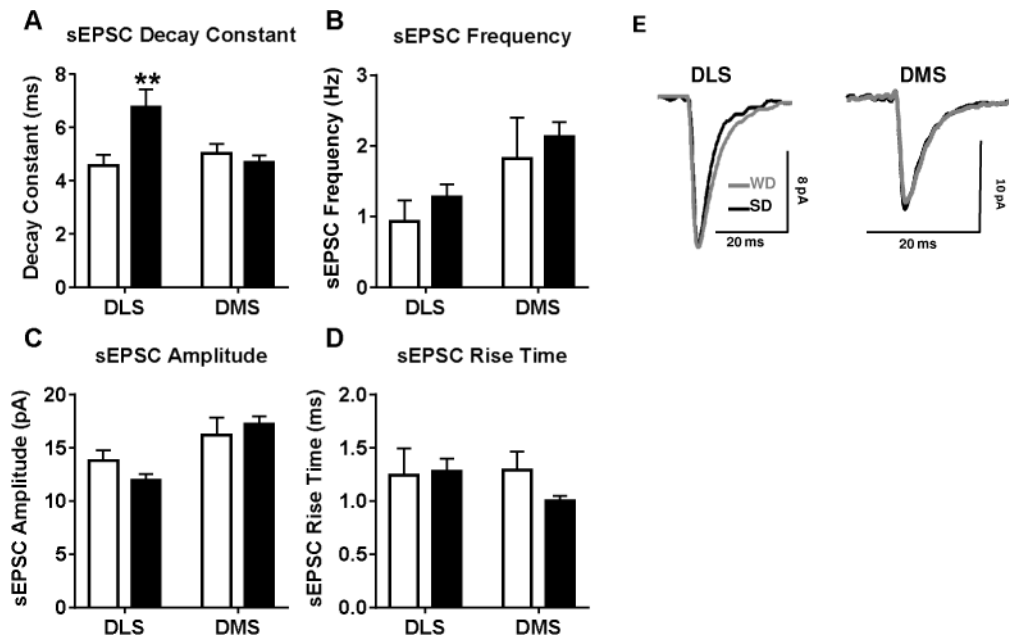 A
sEPSC Decay Constant
Decay Constant (ms)
8
6
4
2
0
**
DLS
DMS
B
sEPSC Frequency
sEPSC Frequency (Hz)
3
2
1
0
DLS
DMS
E
DLS
DMS
WD
SD
8 pA
20 ms
10 pA
20 ms
C
sEPSC Amplitude
sEPSC Amplitude (pA)
20
15
10
5
0
DLS
DMS
D
sEPSC Rise Time
sEPSC Rise Time (ms)
2.0
1.5
1.0
0.5
0.0
DLS
DMS